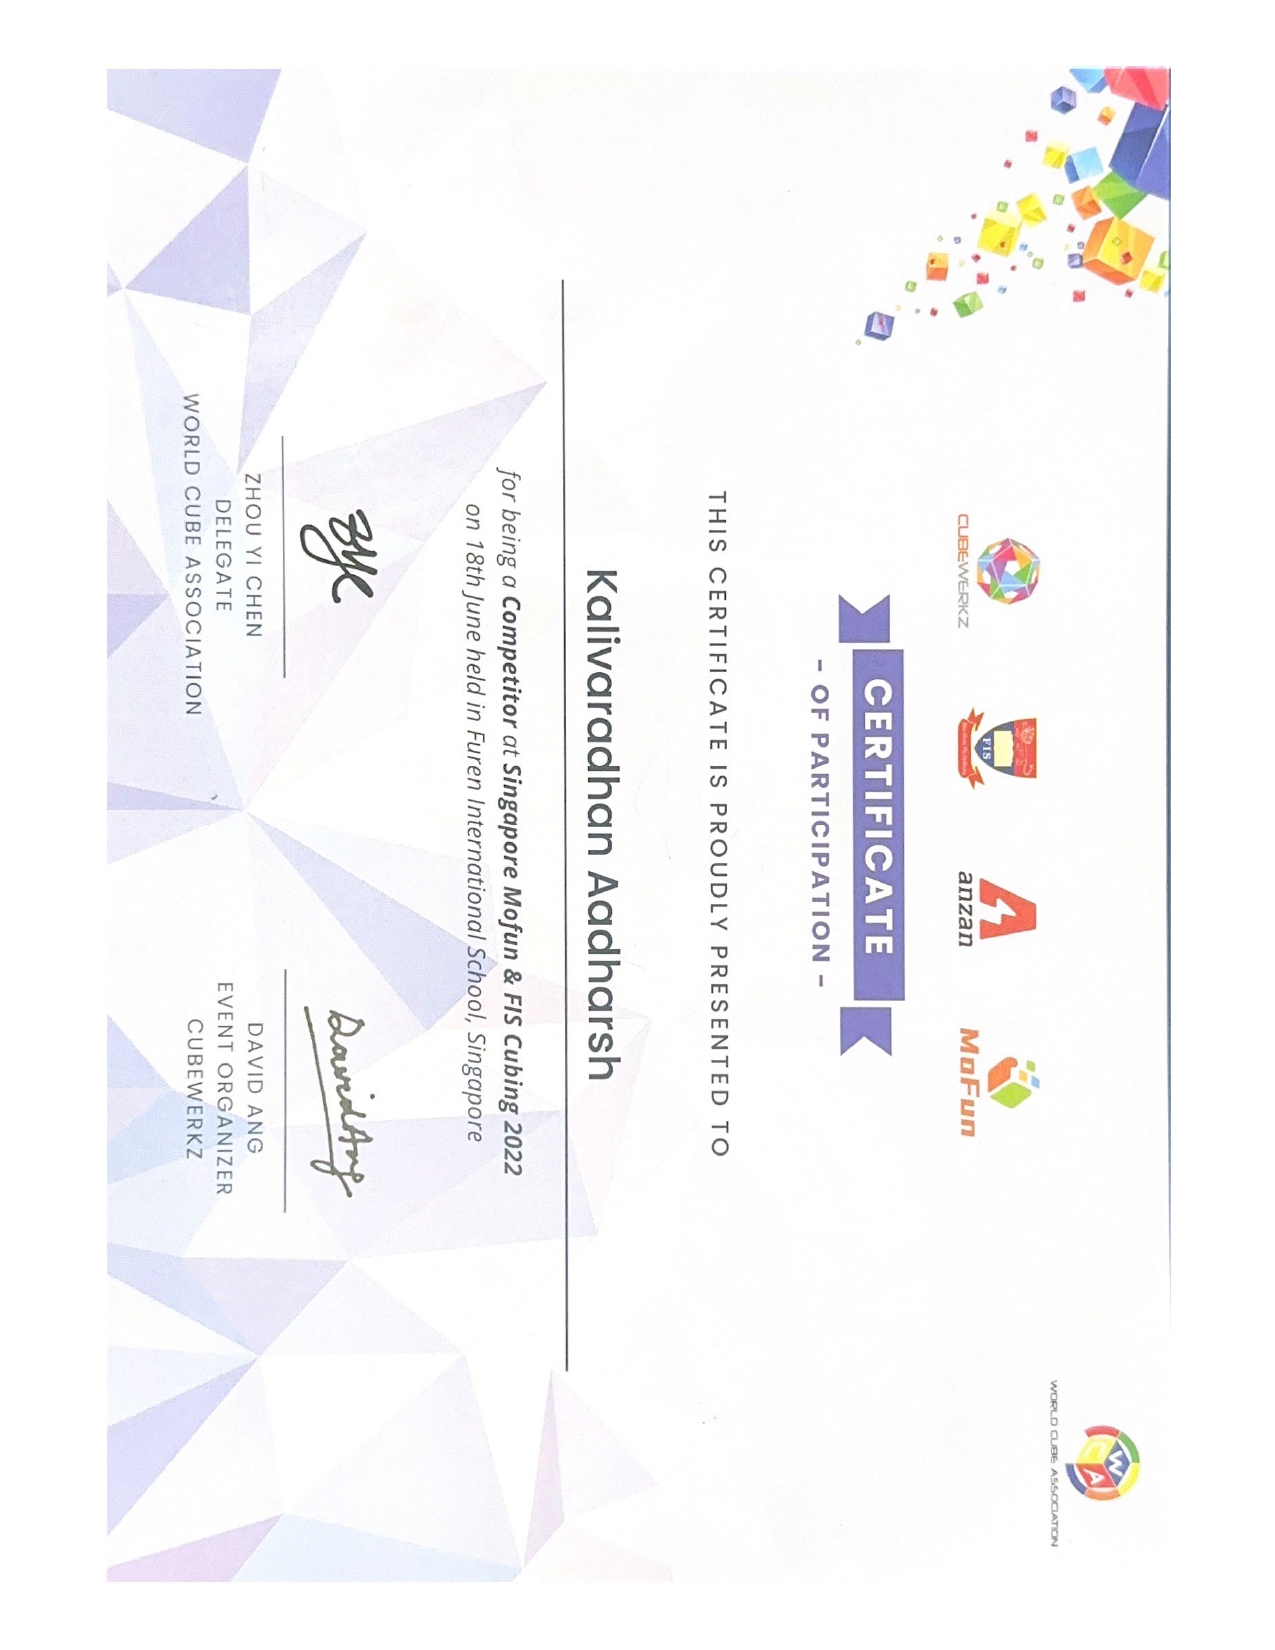 WORLD CUBE ASSOCIATION
WCA
CUBEWERKZ
FIS
anzan
MoFun
CERTIFICATE
- OF PARTICIPATION -
THIS CERTIFICATE IS PROUDLY PRESENTED TO
Kalivaradhan Aadharsh
for being a Competitor at Singapore Mofun & FIS Cubing 2022
on 18th June held in Furen International School, Singapore
ZYC
David Ang
ZHOU YI CHEN
DELEGATE
WORLD CUBE ASSOCIATION
DAVID ANG
EVENT ORGANIZER
CUBEWERKZ